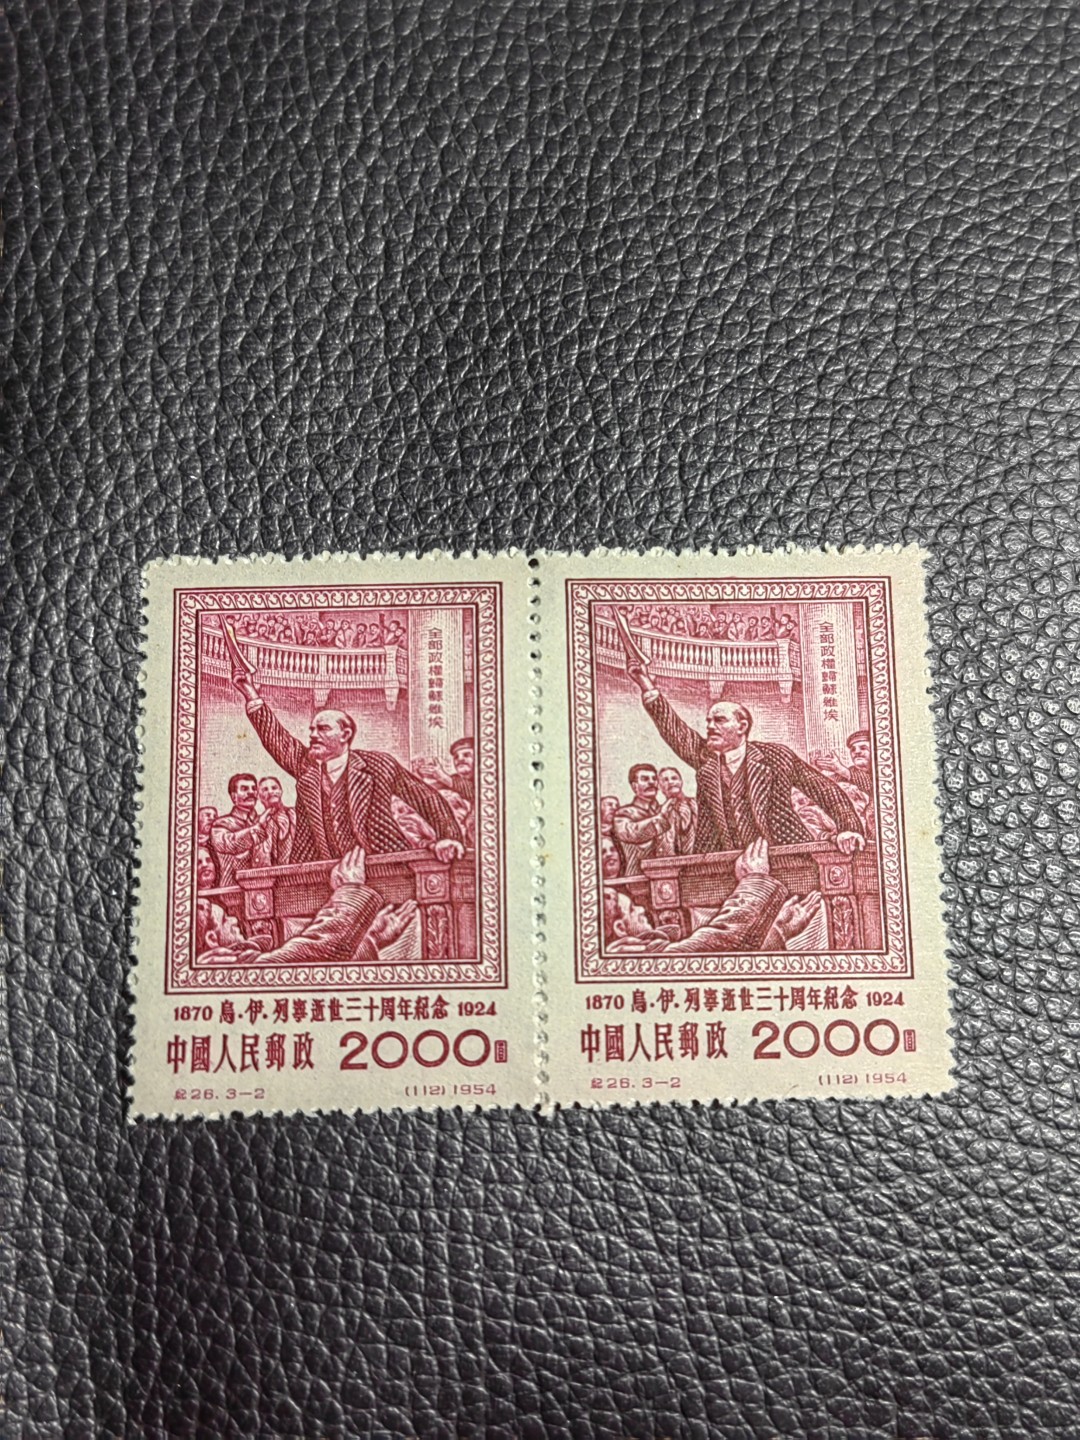 全部政權歸蘇維埃
1870 烏·伊·列寧逝世三十周年紀念 1924
中國人民郵政 2000圓
紀26.3-2 (112)1954
全部政權歸蘇維埃
1870 烏·伊·列寧逝世三十周年紀念 1924
中國人民郵政 2000圓
紀26.3-2 (112)1954